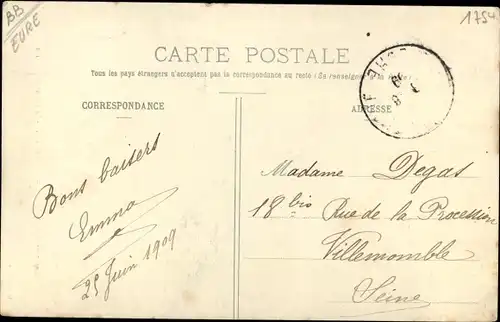 BB
EURE
1754
CARTE POSTALE
Tous les pays étrangers n'acceptent pas la correspondance au recto (Se renseigner à la Poste)
CORRESPONDANCE
ADRESSE
Bons baisers
Emma
25 Juin 1909
Madame Degas
18 bis Rue de la Procession
Villemomble
Seine